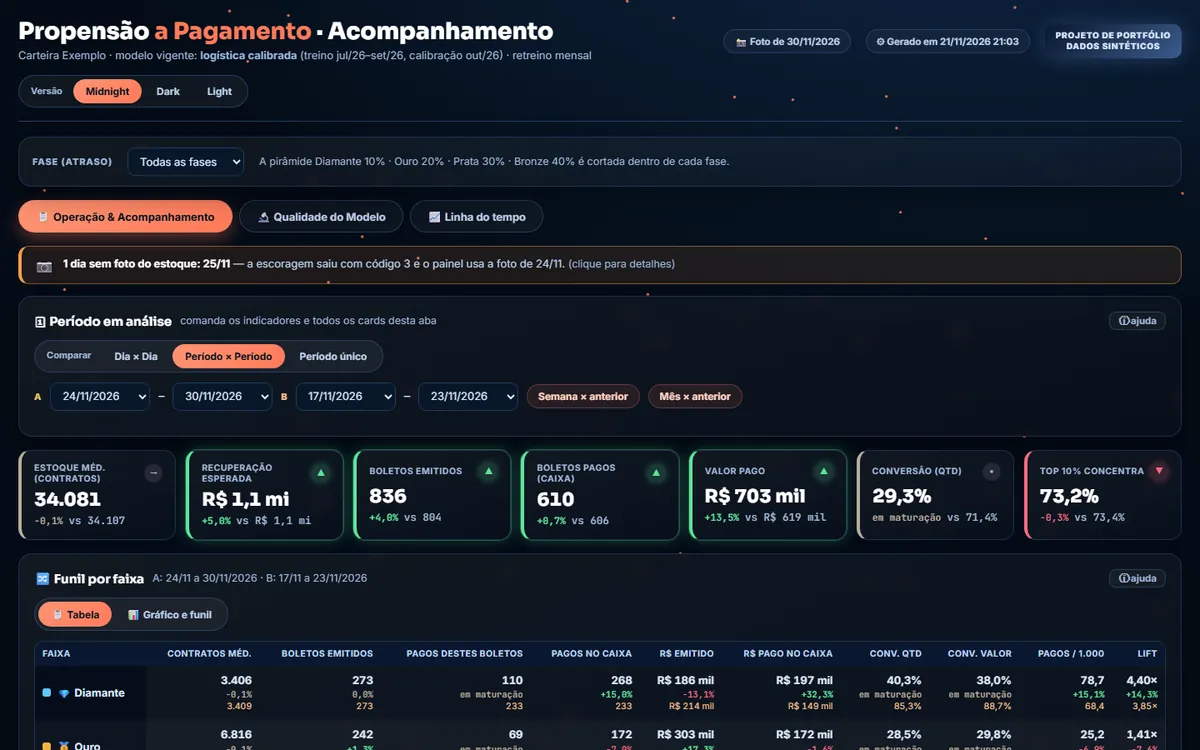 Propensão a Pagamento · Acompanhamento
Carteira Exemplo · modelo vigente: logística calibrada (treino jul/26–set/26, calibração out/26) · retreino mensal
Foto de 30/11/2026
Gerado em 21/11/2026 21:03
PROJETO DE PORTFÓLIO
DADOS SINTÉTICOS
Versão Midnight Dark Light
FASE (ATRASO) Todas as fases A pirâmide Diamante 10% · Ouro 20% · Prata 30% · Bronze 40% é cortada dentro de cada fase.
Operação & Acompanhamento Qualidade do Modelo Linha do tempo
1 dia sem foto do estoque: 25/11 — a escoragem saiu com código 3 e o painel usa a foto de 24/11. (clique para detalhes)
Período em análise comanda os indicadores e todos os cards desta aba ajuda
Comparar Dia × Dia Período × Período Período único
A 24/11/2026 – 30/11/2026 B 17/11/2026 – 23/11/2026 Semana × anterior Mês × anterior
ESTOQUE MÉD. (CONTRATOS)
34.081
-0,1% vs 34.107
RECUPERAÇÃO ESPERADA
R$ 1,1 mi
+5,0% vs R$ 1,1 mi
BOLETOS EMITIDOS
836
+4,0% vs 804
BOLETOS PAGOS (CAIXA)
610
+0,7% vs 606
VALOR PAGO
R$ 703 mil
+13,5% vs R$ 619 mil
CONVERSÃO (QTD)
29,3%
em maturação vs 71,4%
TOP 10% CONCENTRA
73,2%
-0,3% vs 73,4%
Funil por faixa A: 24/11 a 30/11/2026 · B: 17/11 a 23/11/2026 ajuda
Tabela Gráfico e funil
FAIXA CONTRATOS MÉD. BOLETOS EMITIDOS PAGOS DESTES BOLETOS PAGOS NO CAIXA R$ EMITIDO R$ PAGO NO CAIXA CONV. QTD CONV. VALOR PAGOS / 1.000 LIFT
Diamante
3.406 273 110 268 R$ 186 mil R$ 197 mil 40,3% 38,0% 78,7 4,40×
-0,1% 0,0% em maturação +15,0% -13,1% +32,3% em maturação em maturação +15,1% +14,3%
3.409 273 233 233 R$ 214 mil R$ 149 mil 85,3% 88,7% 68,4 3,85×
Ouro
6.816 242 69 172 R$ 303 mil R$ 172 mil 28,5% 29,8% 25,2 1,41×